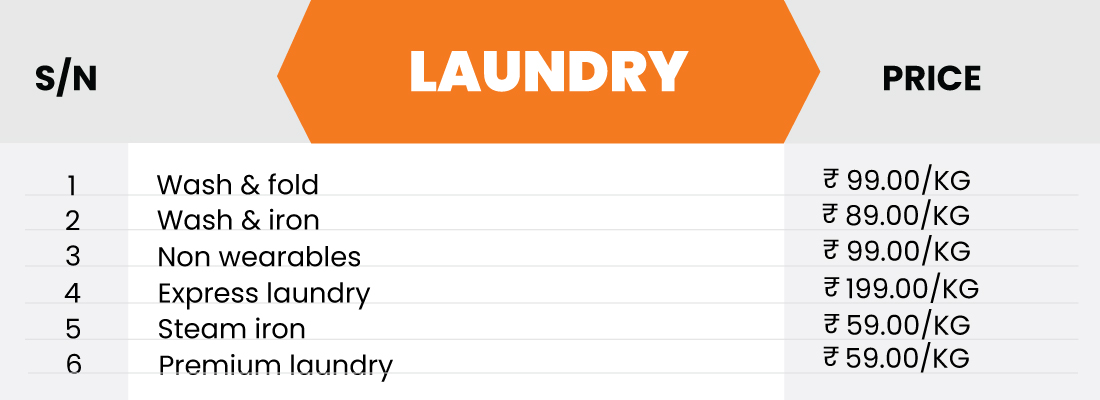 S/N LAUNDRY PRICE
1 Wash & fold ₹ 99.00/KG
2 Wash & iron ₹ 89.00/KG
3 Non wearables ₹ 99.00/KG
4 Express laundry ₹ 199.00/KG
5 Steam iron ₹ 59.00/KG
6 Premium laundry ₹ 59.00/KG